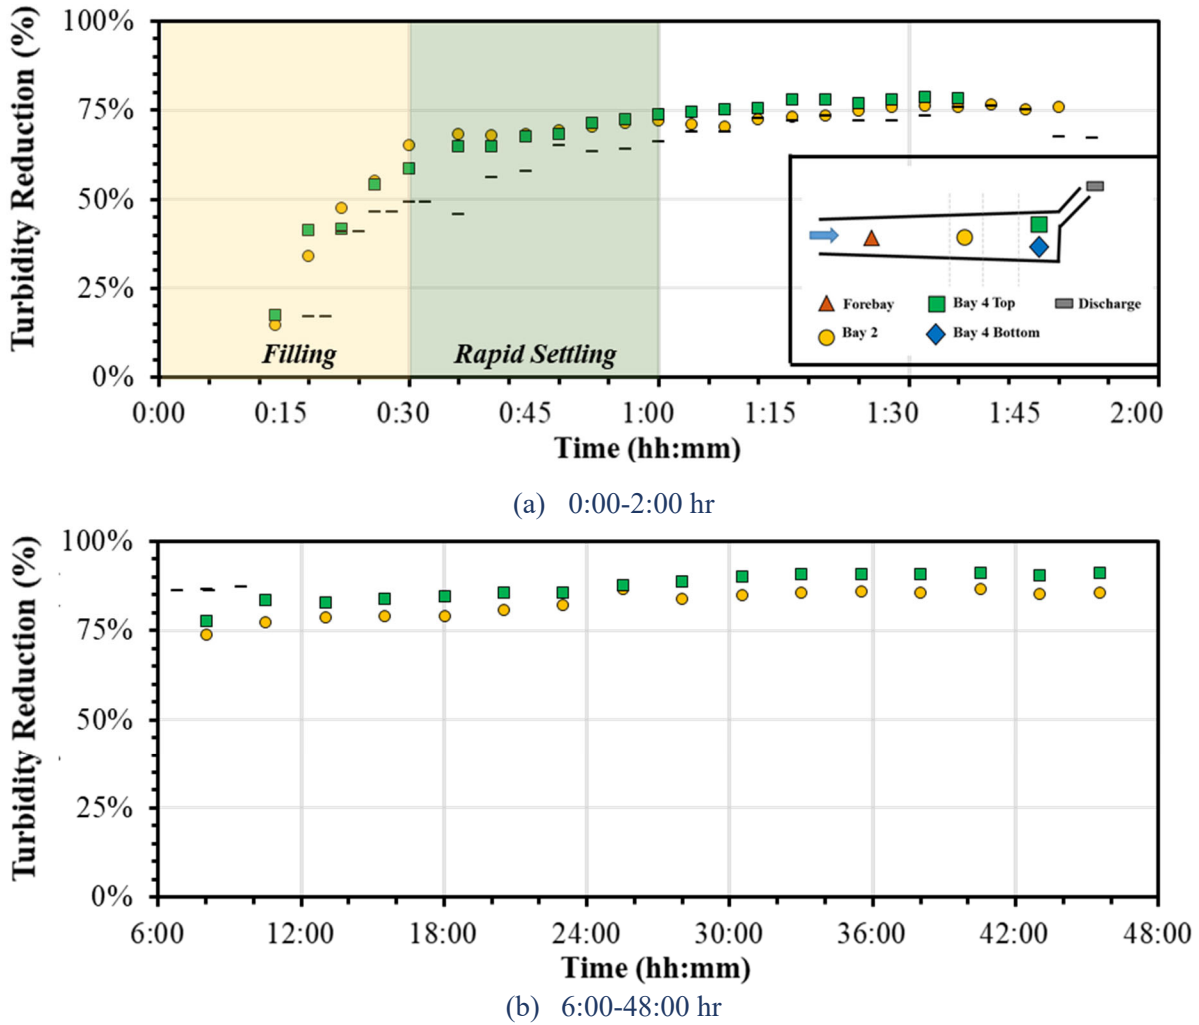 Turbidity Reduction (%)
100%
75%
50%
25%
0%
Filling
Rapid Settling
Forebay
Bay 4 Top
Discharge
Bay 2
Bay 4 Bottom
0:00 0:15 0:30 0:45 1:00 1:15 1:30 1:45 2:00
Time (hh:mm)
(a) 0:00-2:00 hr
Turbidity Reduction (%)
100%
75%
50%
25%
0%
6:00 12:00 18:00 24:00 30:00 36:00 42:00 48:00
Time (hh:mm)
(b) 6:00-48:00 hr